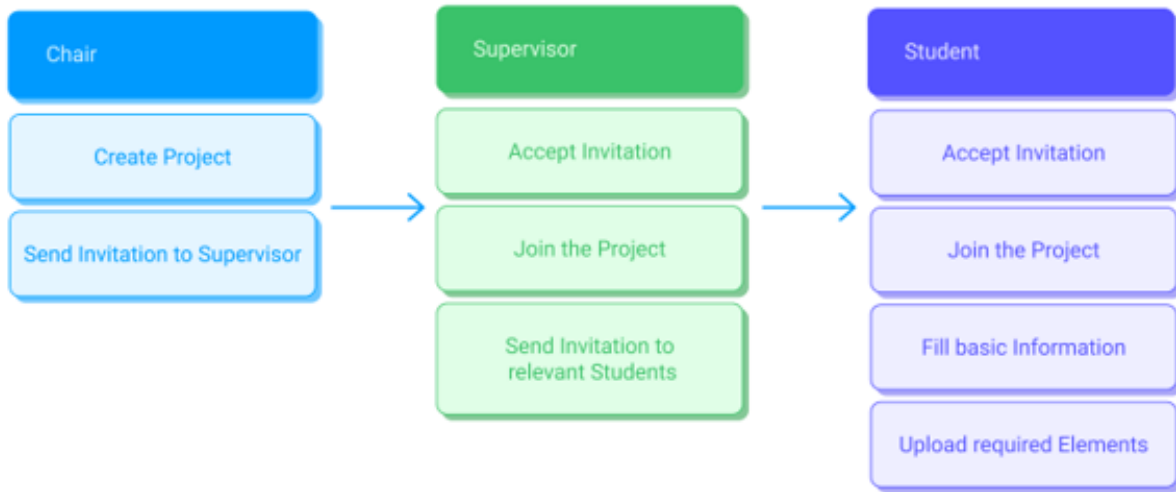 Chair
Create Project
Send Invitation to Supervisor
Supervisor
Accept Invitation
Join the Project
Send Invitation to
relevant Students
Student
Accept Invitation
Join the Project
Fill basic Information
Upload required Elements